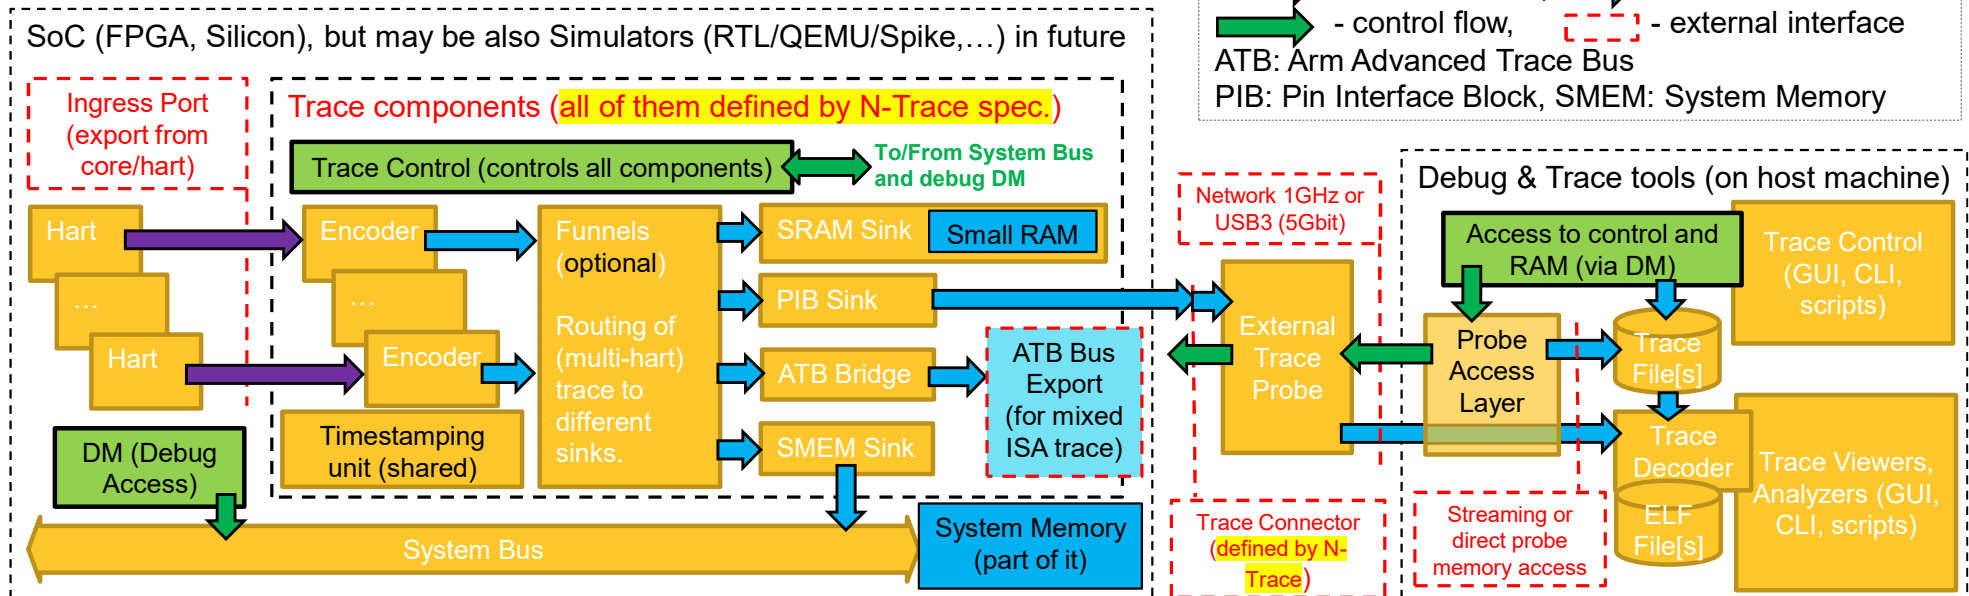 SoC (FPGA, Silicon), but may be also Simulators (RTL/QEMU/Spike,…) in future
- control flow,
- external interface
ATB: Arm Advanced Trace Bus
PIB: Pin Interface Block, SMEM: System Memory
Ingress Port
(export from
core/hart)
Trace components (all of them defined by N-Trace spec.)
Trace Control (controls all components)
To/From System Bus
and debug DM
Hart
…
Hart
Encoder
…
Encoder
Timestamping
unit (shared)
Funnels
(optional)
Routing of
(multi-hart)
trace to
different
sinks.
SRAM Sink
Small RAM
PIB Sink
ATB Bridge
SMEM Sink
ATB Bus
Export
(for mixed
ISA trace)
DM (Debug
Access)
System Bus
System Memory
(part of it)
Network 1GHz or
USB3 (5Gbit)
External
Trace
Probe
Trace Connector
(defined by N-
Trace)
Debug & Trace tools (on host machine)
Access to control and
RAM (via DM)
Trace Control
(GUI, CLI,
scripts)
Probe
Access
Layer
Trace
File[s]
Trace
Decoder
ELF
File[s]
Trace Viewers,
Analyzers (GUI,
CLI, scripts)
Streaming or
direct probe
memory access